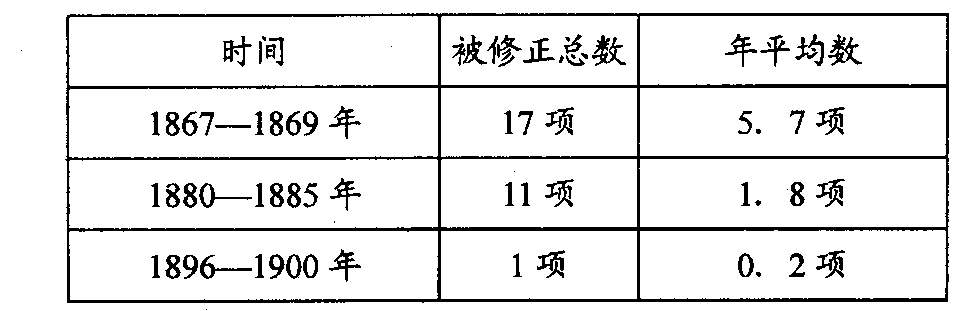 时间 被修正总数 年平均数
1867—1869年 17项 5．7项
1880—1885年 11项 1．8项
1896—1900年 1项 0．2项